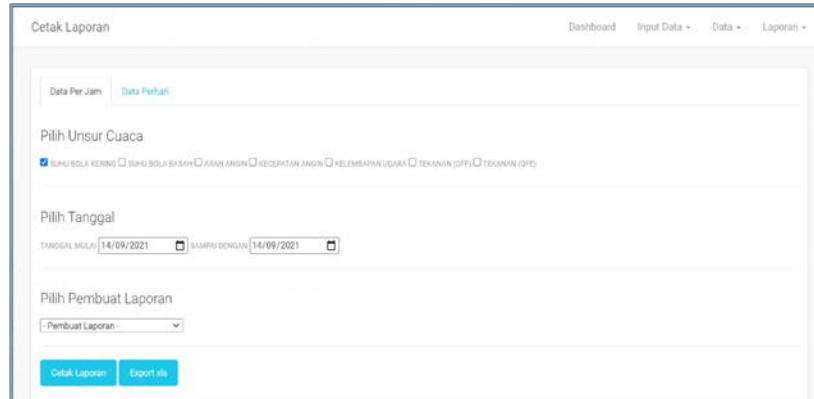 Cetak Laporan Dashboard Input Data Data Laporan
Data Per Jam Data Perhari
Pilih Unsur Cuaca
SUHU BOLA KERING SUHU BOLA BASAH ARAH ANGIN KECEPATAN ANGIN KELEMBAPAN UDARA TEKANAN (QFF) TEKANAN (QFE)
Pilih Tanggal
TANGGAL MULAI 14/09/2021 SAMPAI DENGAN 14/09/2021
Pilih Pembuat Laporan
- Pembuat Laporan -
Cetak Laporan Export xls